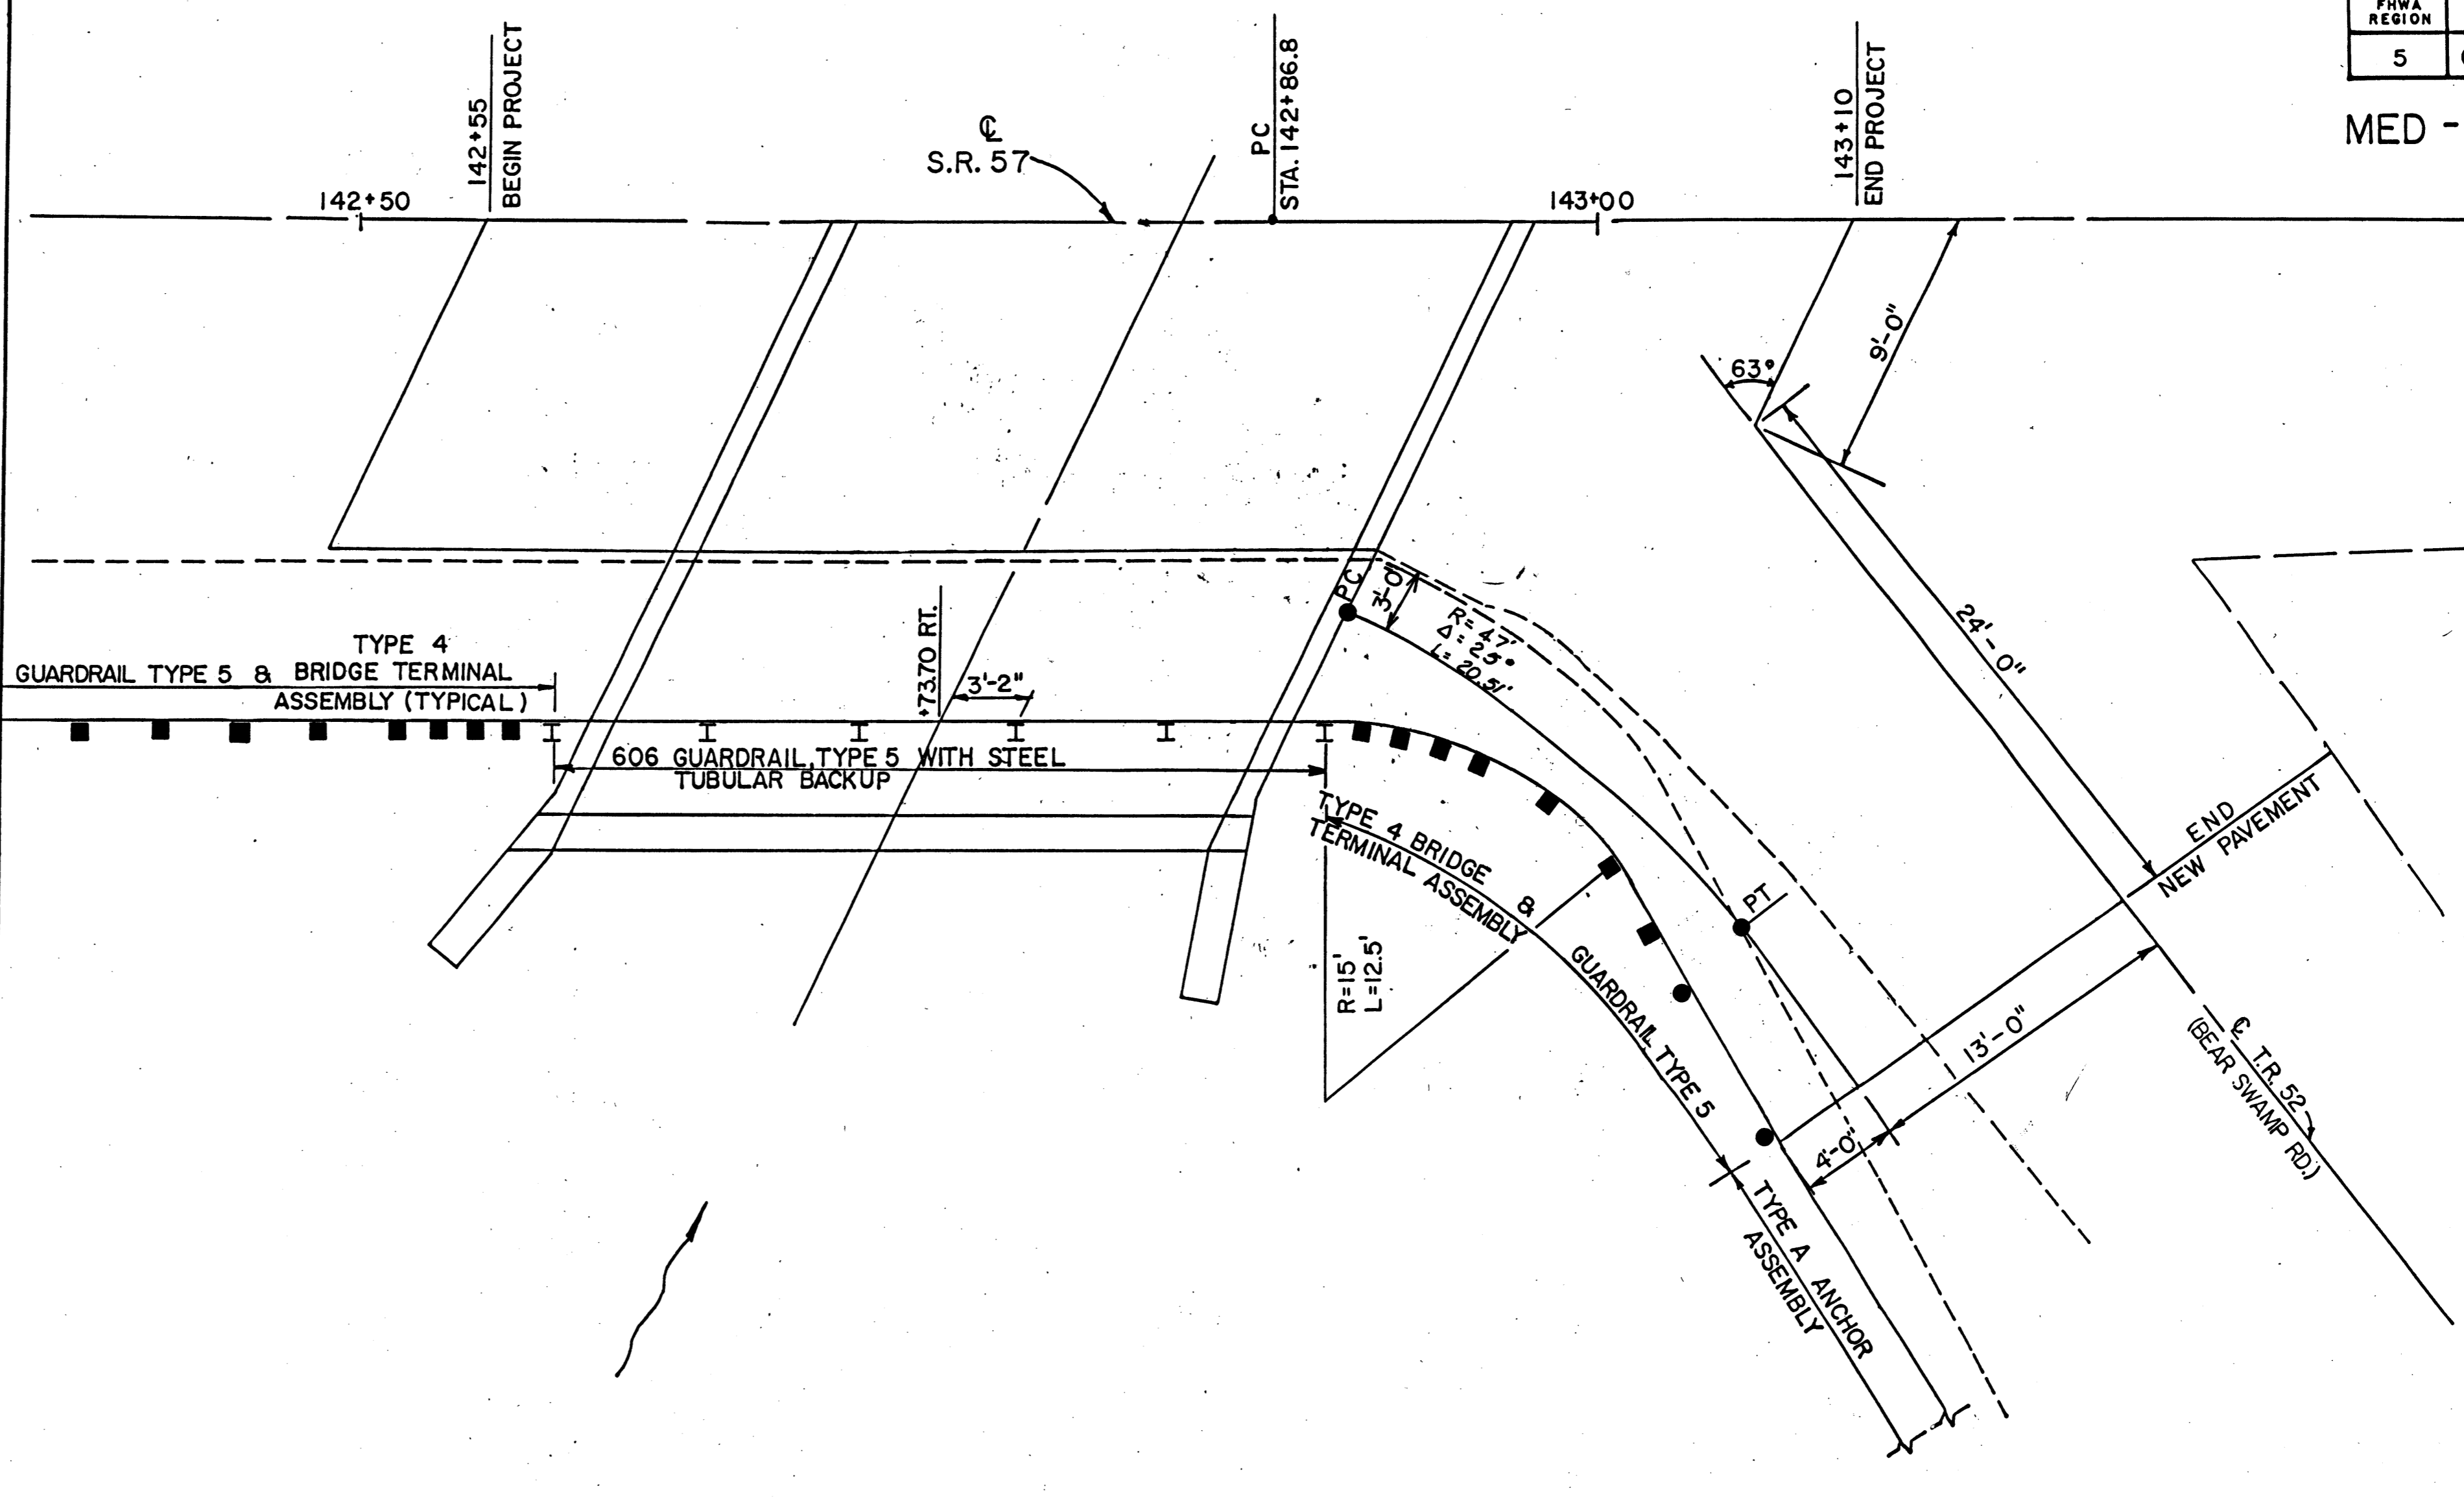 FHWA
REGION
5
MED -
142+55
BEGIN PROJECT
142+50
℄
S.R. 57
PC
STA. 142+86.8
143+00
143+10
END PROJECT
63°
9'-0"
24'-0"
PC
3'-0"
R=47'
Δ=25°
L=20.51'
TYPE 4
GUARDRAIL TYPE 5 & BRIDGE TERMINAL
ASSEMBLY (TYPICAL)
+73.70 RT.
3'-2"
606 GUARDRAIL, TYPE 5 WITH STEEL
TUBULAR BACKUP
TYPE 4 BRIDGE
TERMINAL ASSEMBLY
&
GUARDRAIL TYPE 5
R=15'
L=12.5'
PT
END
NEW PAVEMENT
13'-0"
4'-0"
℄ T.R. 52
(BEAR SWAMP RD.)
TYPE A ANCHOR
ASSEMBLY